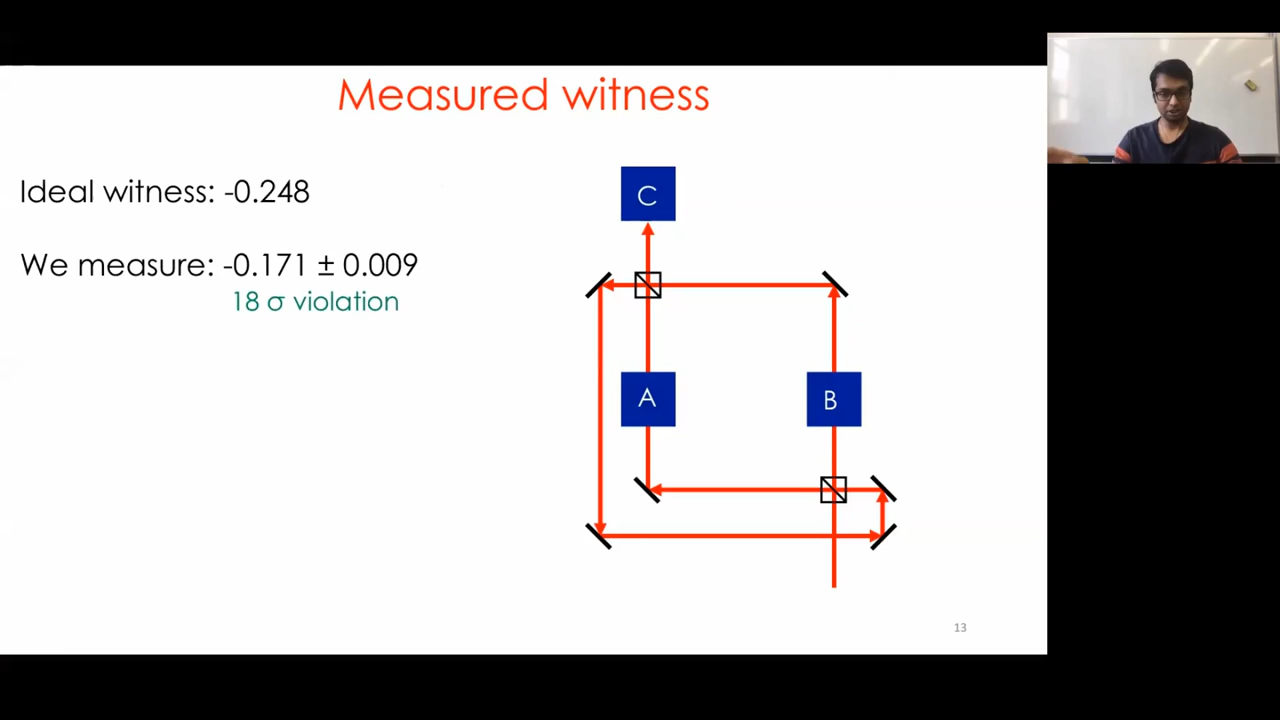 Measured witness
Ideal witness: -0.248
We measure: -0.171 ± 0.009
18 σ violation
C
A
B
13